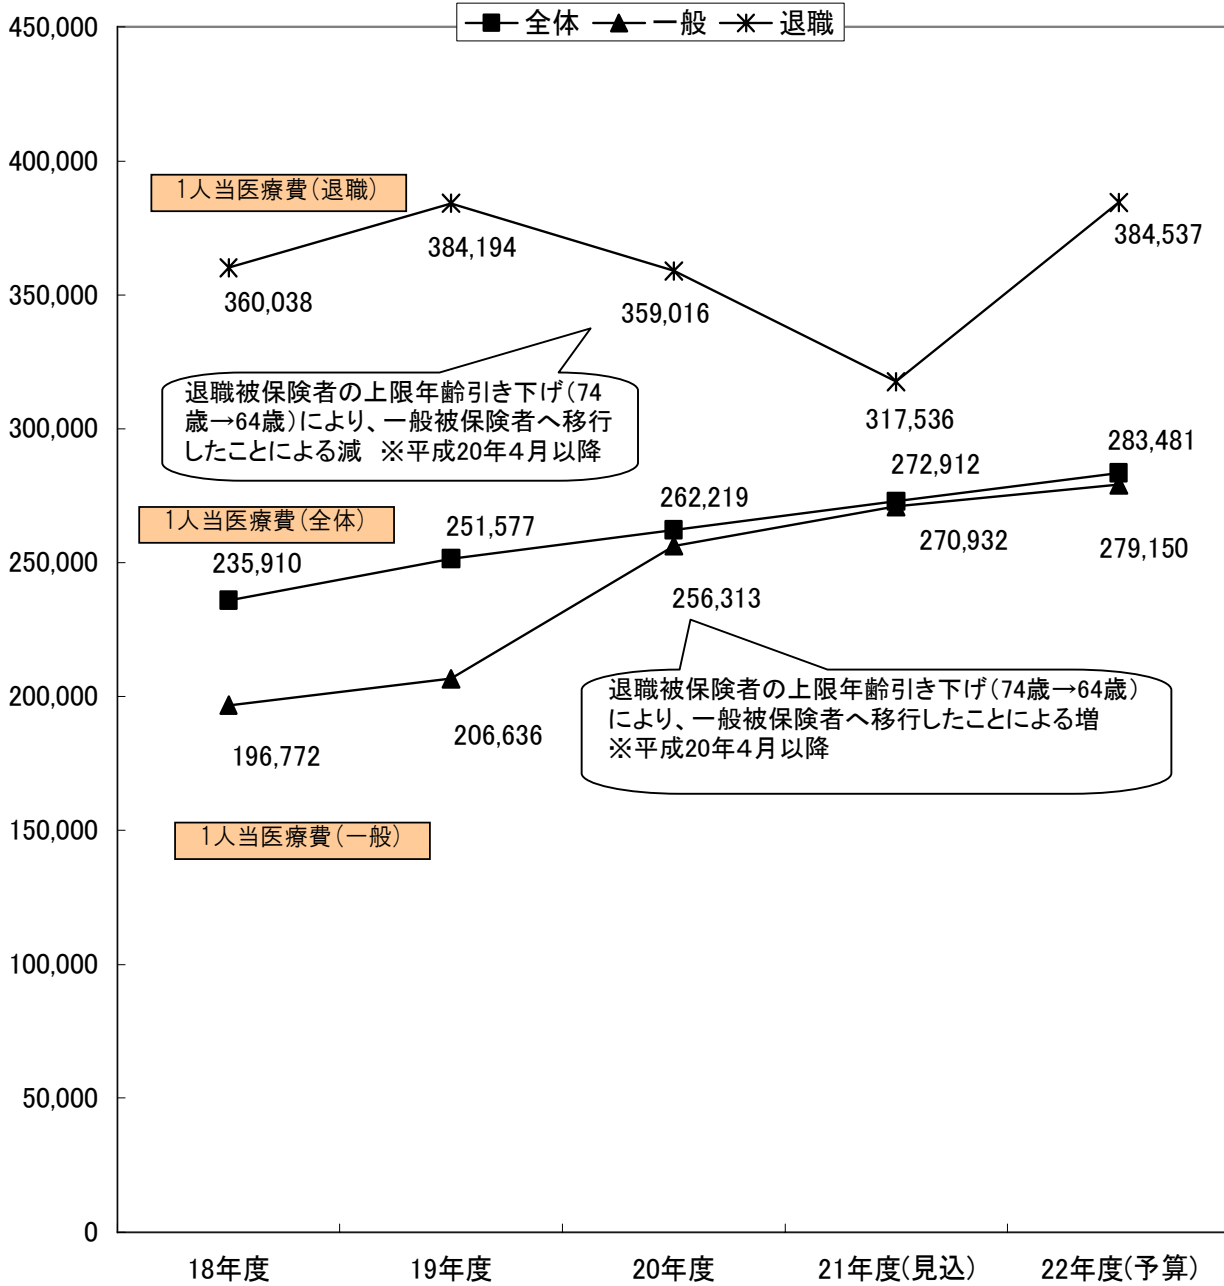 450,000
全体 一般 退職
400,000
1人当医療費(退職)
384,194
384,537
350,000
360,038
359,016
退職被保険者の上限年齢引き下げ(74
歳→64歳)により、一般被保険者へ移行
したことによる減 ※平成20年4月以降
317,536
300,000
272,912
283,481
262,219
1人当医療費(全体)
251,577
235,910
250,000
270,932
279,150
256,313
退職被保険者の上限年齢引き下げ(74歳→64歳)
により、一般被保険者へ移行したことによる増
※平成20年4月以降
200,000
206,636
196,772
150,000
1人当医療費(一般)
100,000
50,000
0
18年度 19年度 20年度 21年度(見込) 22年度(予算)